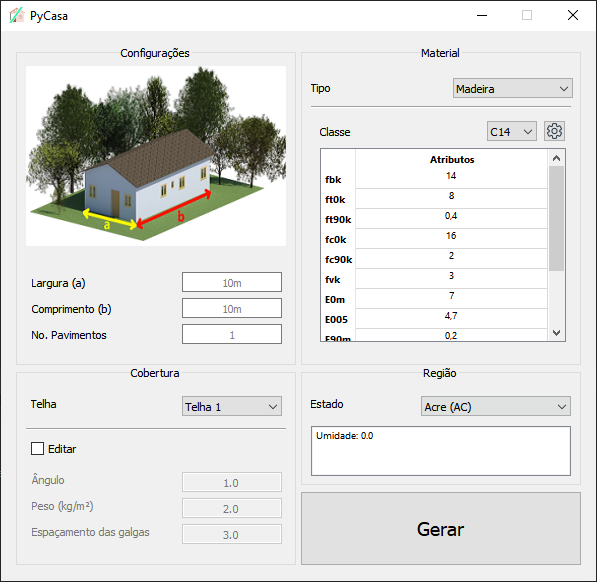 PyCasa
Configurações
a
b
Largura (a) 10m
Comprimento (b) 10m
No. Pavimentos 1
Material
Tipo Madeira
Classe C14
Atributos
fbk 14
ft0k 8
ft90k 0,4
fc0k 16
fc90k 2
fvk 3
E0m 7
E005 4,7
E90m 0,2
Cobertura
Telha Telha 1
Editar
Ângulo 1.0
Peso (kg/m²) 2.0
Espaçamento das galgas 3.0
Região
Estado Acre (AC)
Umidade: 0.0
Gerar